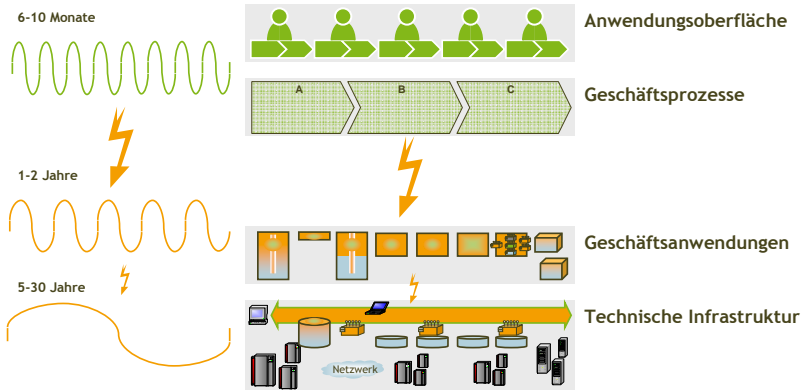 6-10 Monate
Anwendungsoberfläche
A
B
C
Geschäftsprozesse
1-2 Jahre
Geschäftsanwendungen
5-30 Jahre
Technische Infrastruktur
Netzwerk